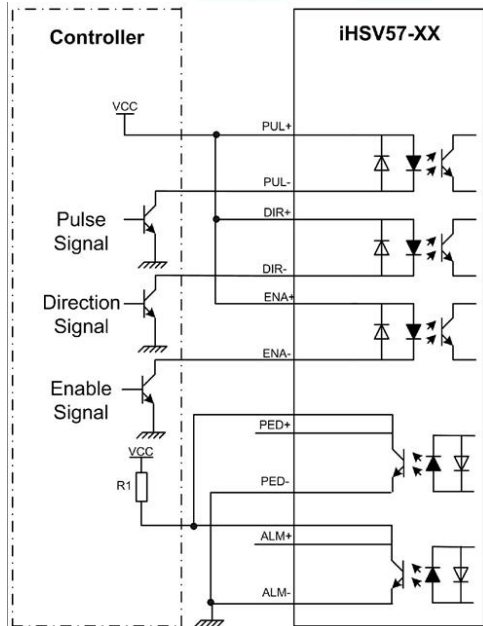 Controller
iHSV57-XX
VCC
PUL+
PUL-
Pulse
Signal
DIR+
DIR-
Direction
Signal
ENA+
ENA-
Enable
Signal
PED+
VCC
R1
PED-
ALM+
ALM-